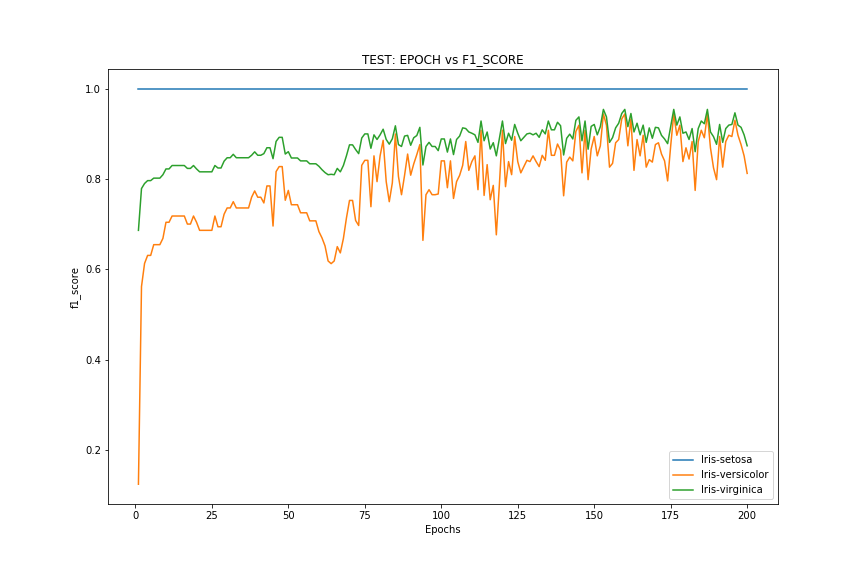 TEST: EPOCH vs F1_SCORE
1.0
0.8
0.6
0.4
0.2
f1_score
0 25 50 75 100 125 150 175 200
Epochs
Iris-setosa
Iris-versicolor
Iris-virginica